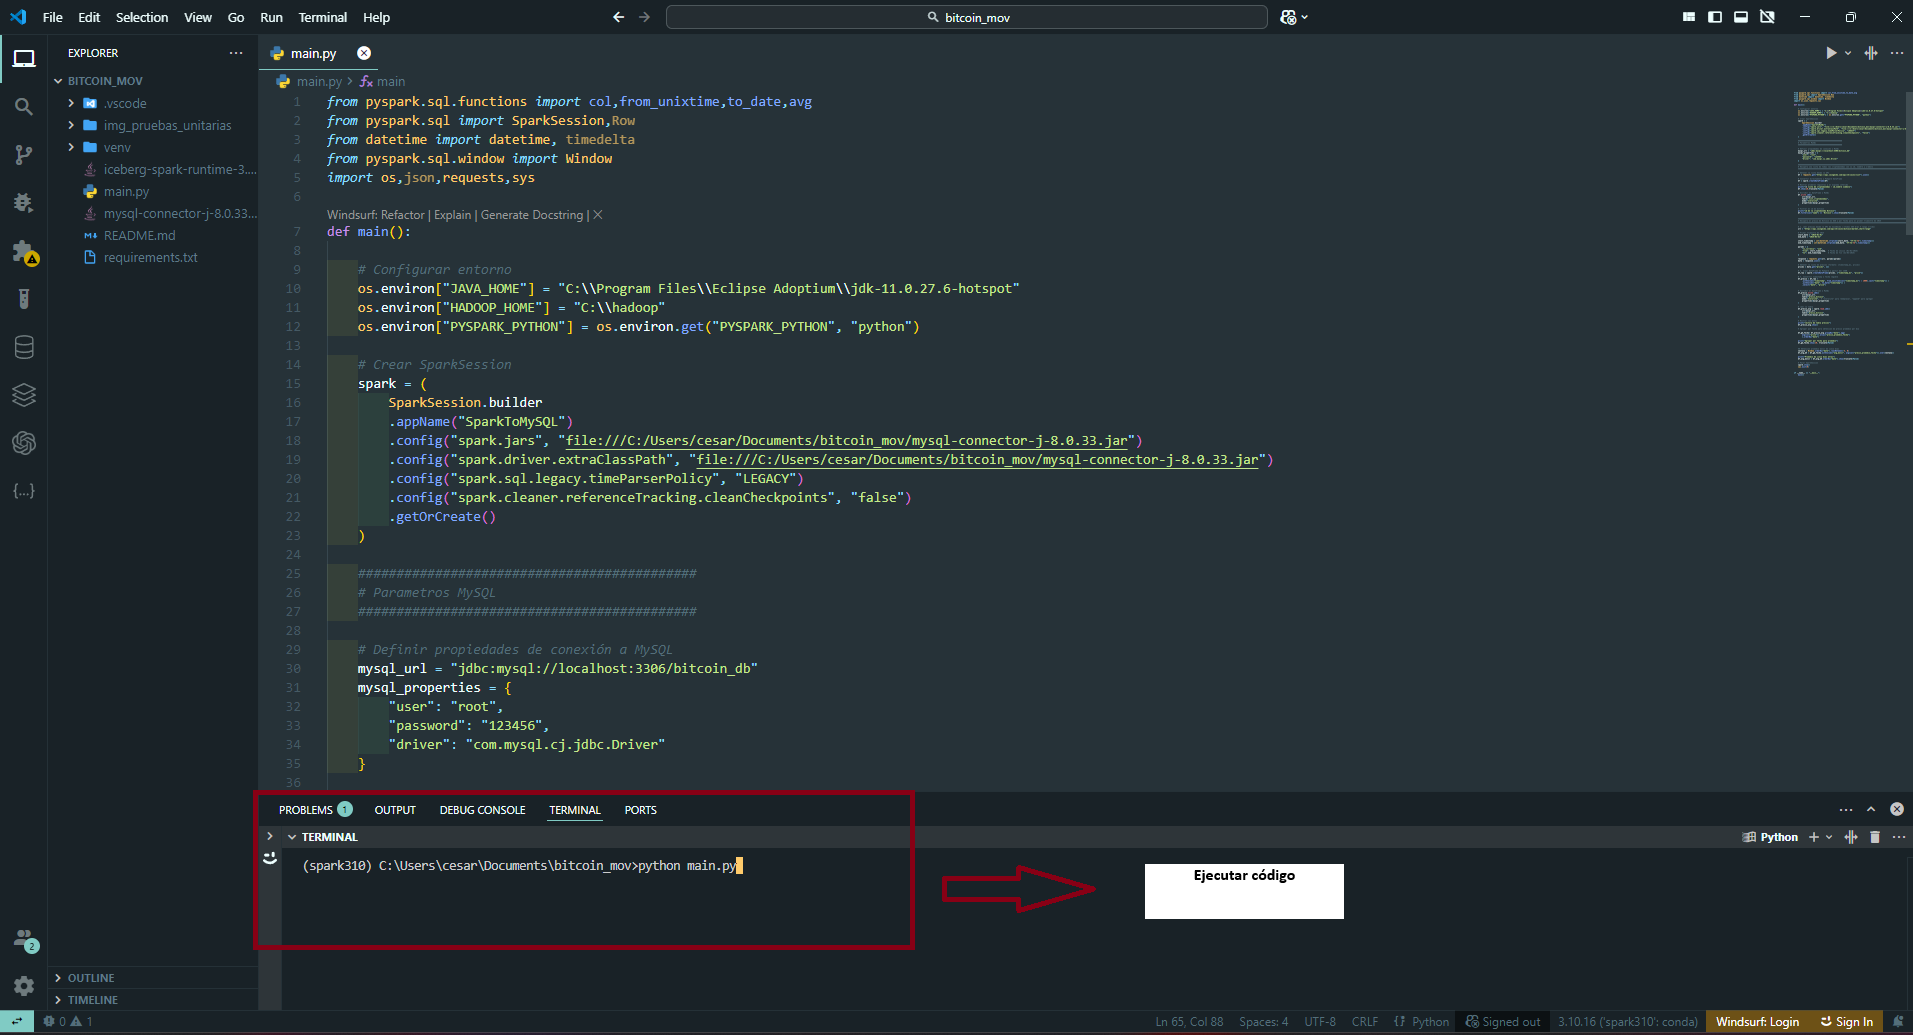 File Edit Selection View Go Run Terminal Help
bitcoin_mov
EXPLORER
BITCOIN_MOV
.vscode
img_pruebas_unitarias
venv
iceberg-spark-runtime-3....
main.py
mysql-connector-j-8.0.33...
README.md
requirements.txt
OUTLINE
TIMELINE
main.py
main.py > main
1 from pyspark.sql.functions import col,from_unixtime,to_date,avg
2 from pyspark.sql import SparkSession,Row
3 from datetime import datetime, timedelta
4 from pyspark.sql.window import Window
5 import os,json,requests,sys
6
Windsurf: Refactor | Explain | Generate Docstring | X
7 def main():
8
9 # Configurar entorno
10 os.environ["JAVA_HOME"] = "C:\\Program Files\\Eclipse Adoptium\\jdk-11.0.27.6-hotspot"
11 os.environ["HADOOP_HOME"] = "C:\\hadoop"
12 os.environ["PYSPARK_PYTHON"] = os.environ.get("PYSPARK_PYTHON", "python")
13
14 # Crear SparkSession
15 spark = (
16 SparkSession.builder
17 .appName("SparkToMySQL")
18 .config("spark.jars", "file:///C:/Users/cesar/Documents/bitcoin_mov/mysql-connector-j-8.0.33.jar")
19 .config("spark.driver.extraClassPath", "file:///C:/Users/cesar/Documents/bitcoin_mov/mysql-connector-j-8.0.33.jar")
20 .config("spark.sql.legacy.timeParserPolicy", "LEGACY")
21 .config("spark.cleaner.referenceTracking.cleanCheckpoints", "false")
22 .getOrCreate()
23 )
24
25 ############################################
26 # Parametros MySQL
27 ############################################
28
29 # Definir propiedades de conexión a MySQL
30 mysql_url = "jdbc:mysql://localhost:3306/bitcoin_db"
31 mysql_properties = {
32 "user": "root",
33 "password": "123456",
34 "driver": "com.mysql.cj.jdbc.Driver"
35 }
36
PROBLEMS 1 OUTPUT DEBUG CONSOLE TERMINAL PORTS
TERMINAL
Python
(spark310) C:\Users\cesar\Documents\bitcoin_mov>python main.py
Ejecutar código
2
0 1
Ln 65, Col 88 Spaces: 4 UTF-8 CRLF Python Signed out 3.10.16 ('spark310': conda) Windsurf: Login Sign In